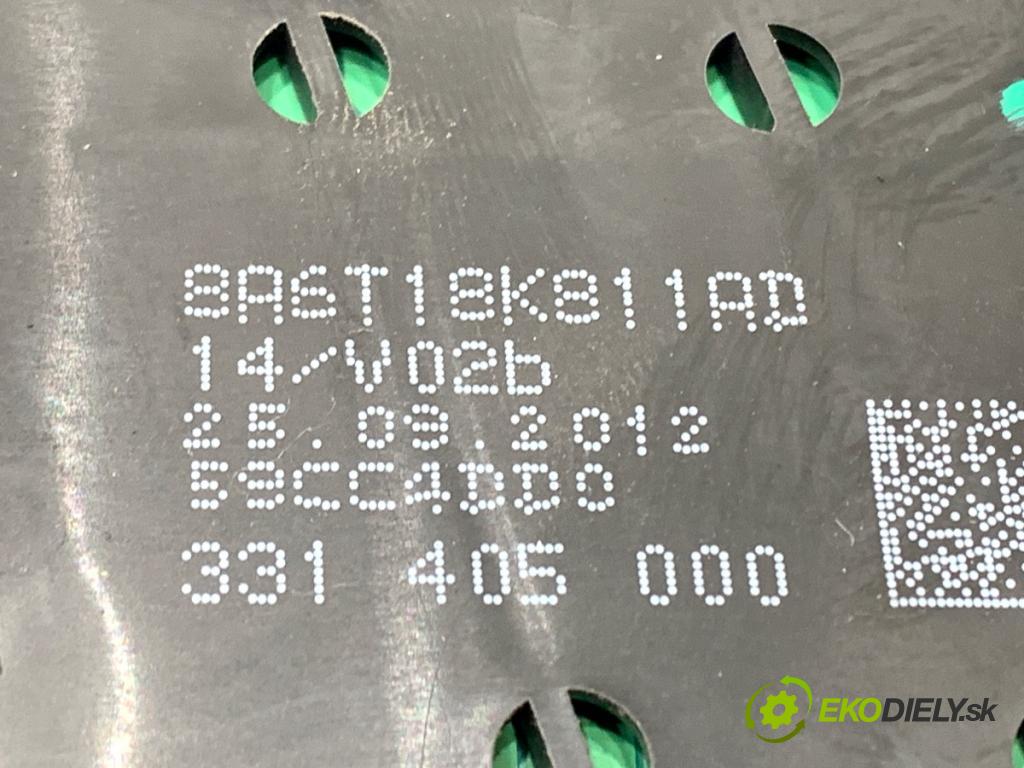 8A6T18K811AD
14/V02b
25.09.2012
59CC4DD0
331 405 000
EKODIELY.sk